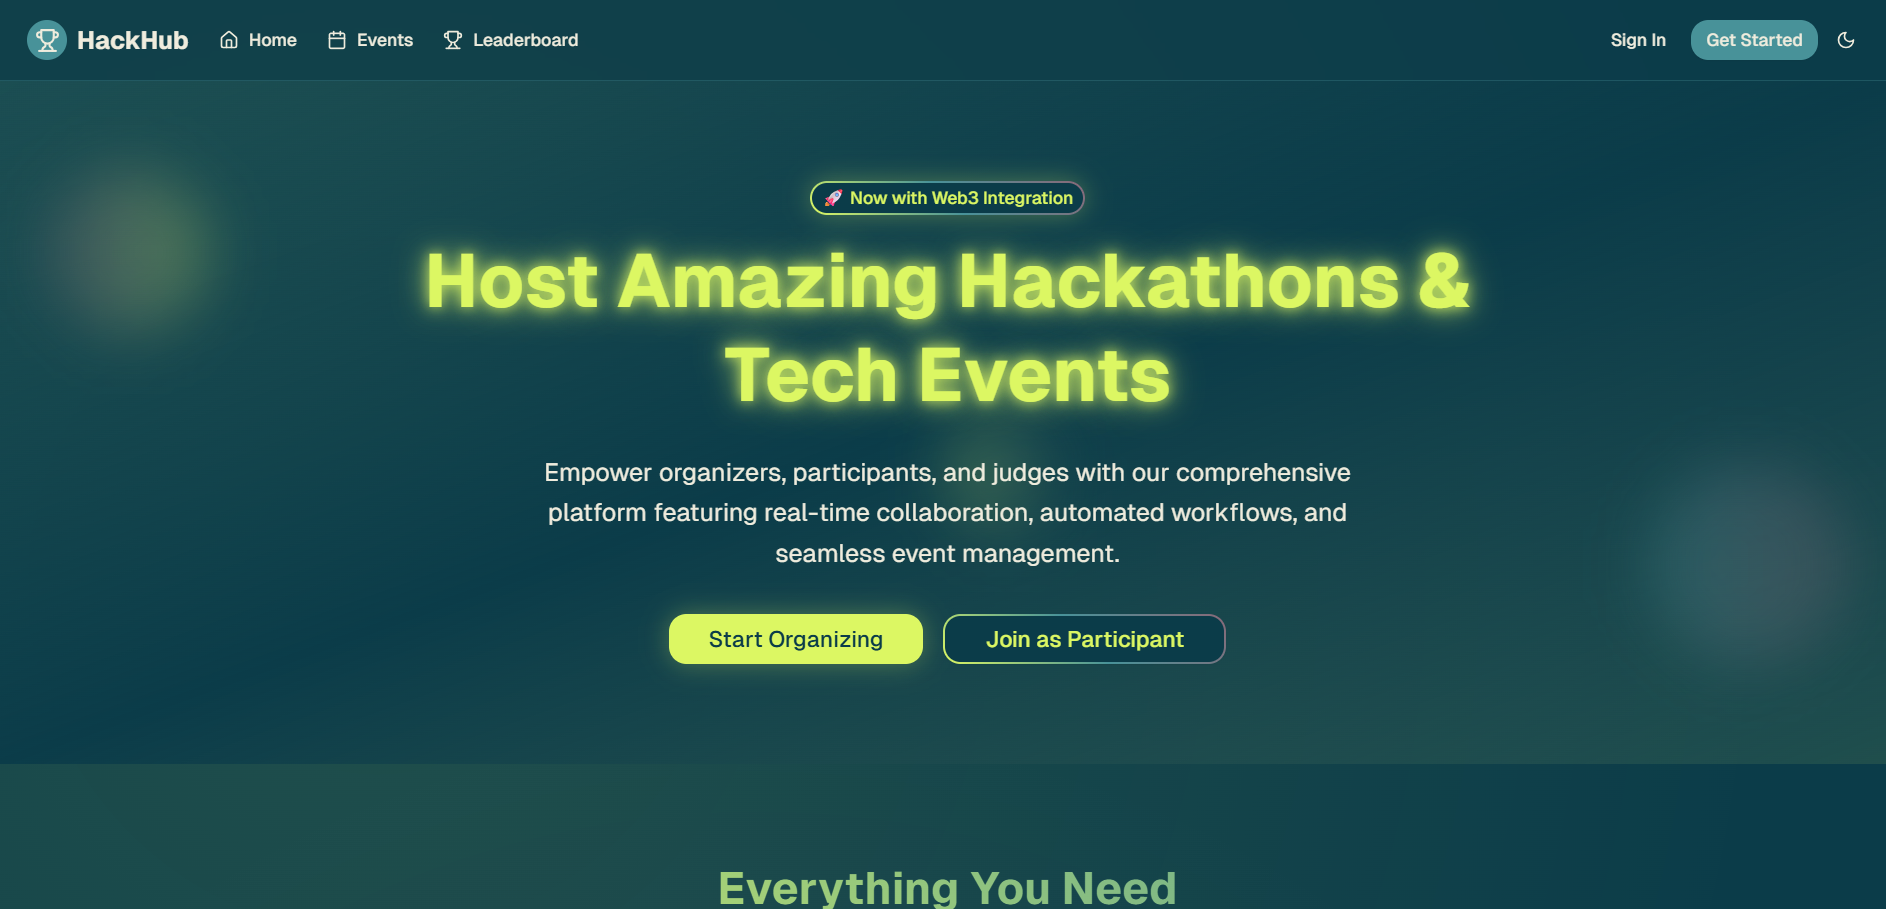 HackHub
Home
Events
Leaderboard
Sign In
Get Started
🚀 Now with Web3 Integration
Host Amazing Hackathons &
Tech Events
Empower organizers, participants, and judges with our comprehensive
platform featuring real-time collaboration, automated workflows, and
seamless event management.
Start Organizing
Join as Participant
Everything You Need